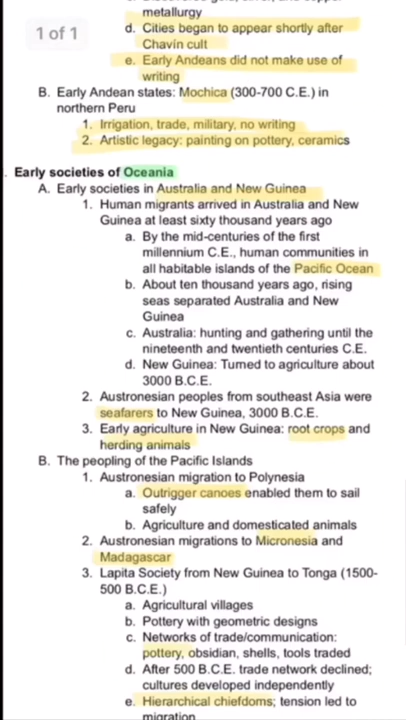 metallurgy
1 of 1
d. Cities began to appear shortly after
Chavín cult
e. Early Andeans did not make use of
writing
B. Early Andean states: Mochica (300-700 C.E.) in
northern Peru
1. Irrigation, trade, military, no writing
2. Artistic legacy: painting on pottery, ceramics
Early societies of Oceania
A. Early societies in Australia and New Guinea
1. Human migrants arrived in Australia and New
Guinea at least sixty thousand years ago
a. By the mid-centuries of the first
millennium C.E., human communities in
all habitable islands of the Pacific Ocean
b. About ten thousand years ago, rising
seas separated Australia and New
Guinea
c. Australia: hunting and gathering until the
nineteenth and twentieth centuries C.E.
d. New Guinea: Turned to agriculture about
3000 B.C.E.
2. Austronesian peoples from southeast Asia were
seafarers to New Guinea, 3000 B.C.E.
3. Early agriculture in New Guinea: root crops and
herding animals
B. The peopling of the Pacific Islands
1. Austronesian migration to Polynesia
a. Outrigger canoes enabled them to sail
safely
b. Agriculture and domesticated animals
2. Austronesian migrations to Micronesia and
Madagascar
3. Lapita Society from New Guinea to Tonga (1500-
500 B.C.E.)
a. Agricultural villages
b. Pottery with geometric designs
c. Networks of trade/communication:
pottery, obsidian, shells, tools traded
d. After 500 B.C.E. trade network declined;
cultures developed independently
e. Hierarchical chiefdoms; tension led to
migration